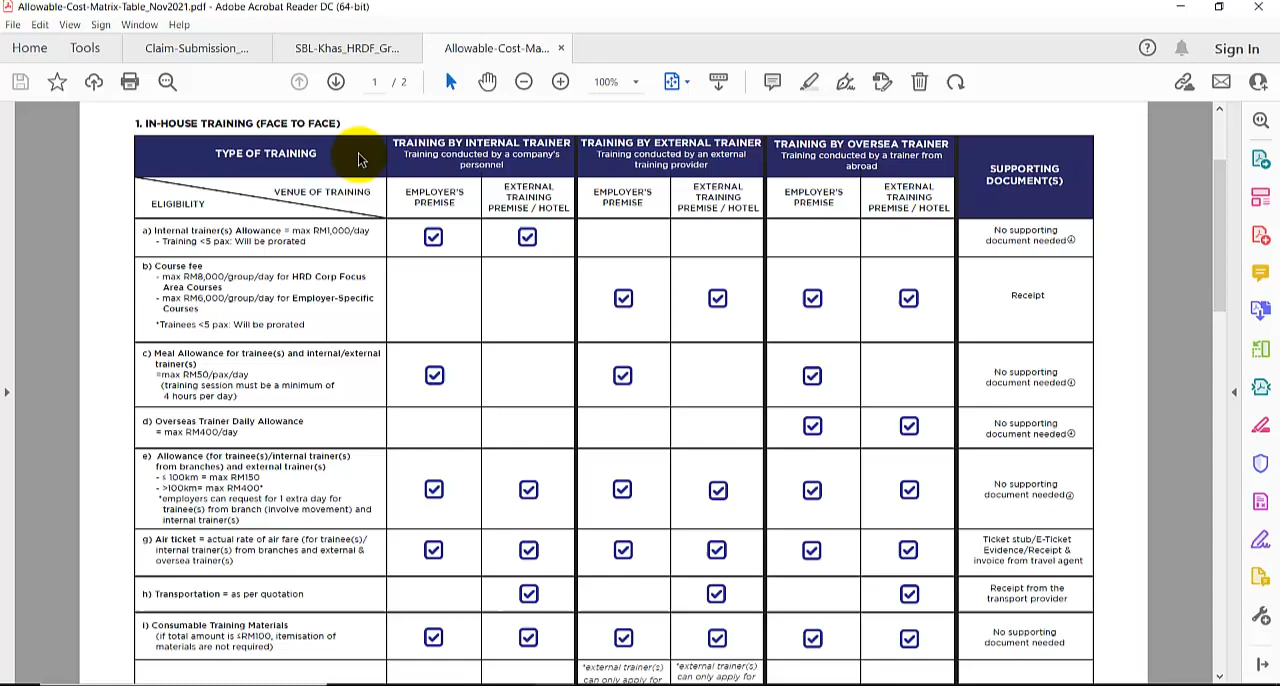 Allowable-Cost-Matrix-Table_Nov2021.pdf - Adobe Acrobat Reader DC (64-bit)
File Edit View Sign Window Help
Home Tools Claim-Submission_... SBL-Khas_HRDF_Gr... Allowable-Cost-Ma... × Sign In
1 / 2 100%
1. IN-HOUSE TRAINING (FACE TO FACE)
TYPE OF TRAINING
TRAINING BY INTERNAL TRAINER
Training conducted by a company's
personnel
TRAINING BY EXTERNAL TRAINER
Training conducted by an external
training provider
TRAINING BY OVERSEA TRAINER
Training conducted by a trainer from
abroad
SUPPORTING
DOCUMENT(S)
VENUE OF TRAINING
ELIGIBILITY
EMPLOYER'S
PREMISE
EXTERNAL
TRAINING
PREMISE / HOTEL
EMPLOYER'S
PREMISE
EXTERNAL
TRAINING
PREMISE / HOTEL
EMPLOYER'S
PREMISE
EXTERNAL
TRAINING
PREMISE / HOTEL
a) Internal trainer(s) Allowance = max RM1,000/day
- Training <5 pax: Will be prorated
No supporting
document needed④
b) Course fee
- max RM8,000/group/day for HRD Corp Focus
Area Courses
- max RM6,000/group/day for Employer-Specific
Courses
*Trainees <5 pax: Will be prorated
Receipt
c) Meal Allowance for trainee(s) and internal/external
trainer(s)
=max RM50/pax/day
(training session must be a minimum of
4 hours per day)
No supporting
document needed①
d) Overseas Trainer Daily Allowance
= max RM400/day
No supporting
document needed④
e) Allowance (for trainee(s)/internal trainer(s)
from branches) and external trainer(s)
- ≤ 100km = max RM150
- >100km= max RM400*
*employers can request for 1 extra day for
trainee(s) from branch (involve movement) and
internal trainer(s)
No supporting
document needed②
g) Air ticket = actual rate of air fare (for trainee(s)/
internal trainer(s) from branches and external &
oversea trainer(s)
Ticket stub/E-Ticket
Evidence/Receipt &
invoice from travel agent
h) Transportation = as per quotation
Receipt from the
transport provider
i) Consumable Training Materials
(if total amount is ≤RM100, itemisation of
materials are not required)
No supporting
document needed
*external trainer(s)
can only apply for
*external trainer(s)
can only apply for